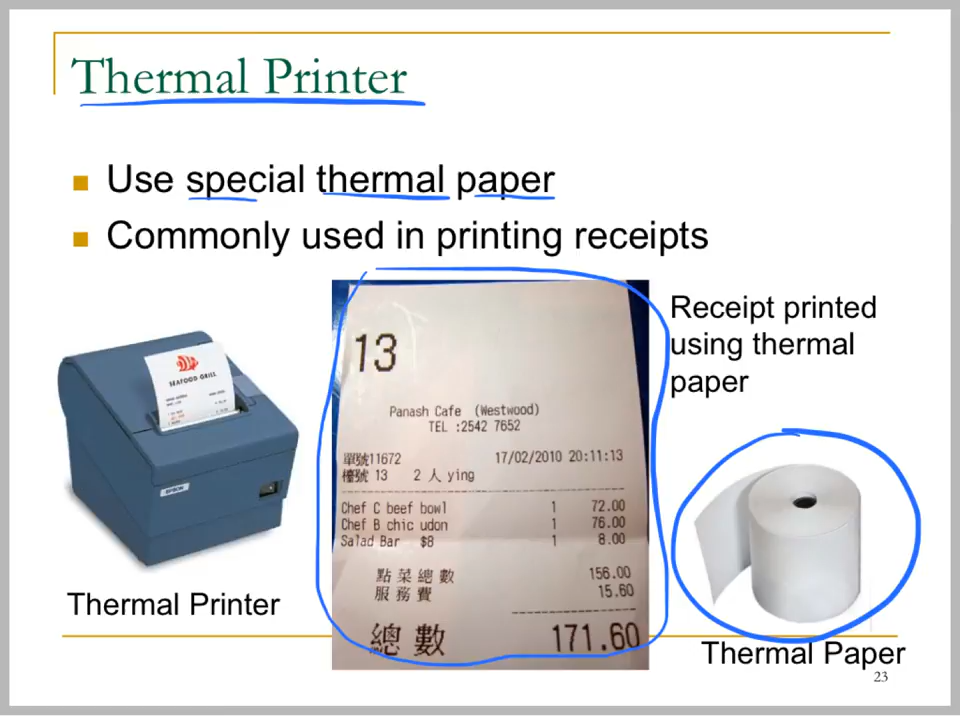 Thermal Printer
Use special thermal paper
Commonly used in printing receipts
SEAFOOD GRILL
EPSON
Thermal Printer
13
Panash Cafe (Westwood)
TEL :2542 7652
單號11672 17/02/2010 20:11:13
檯號 13 2 人 ying
Chef C beef bowl 1 72.00
Chef B chic udon 1 76.00
Salad Bar $8 1 8.00
點菜總數 156.00
服務費 15.60
總數 171.60
Receipt printed
using thermal
paper
Thermal Paper
23